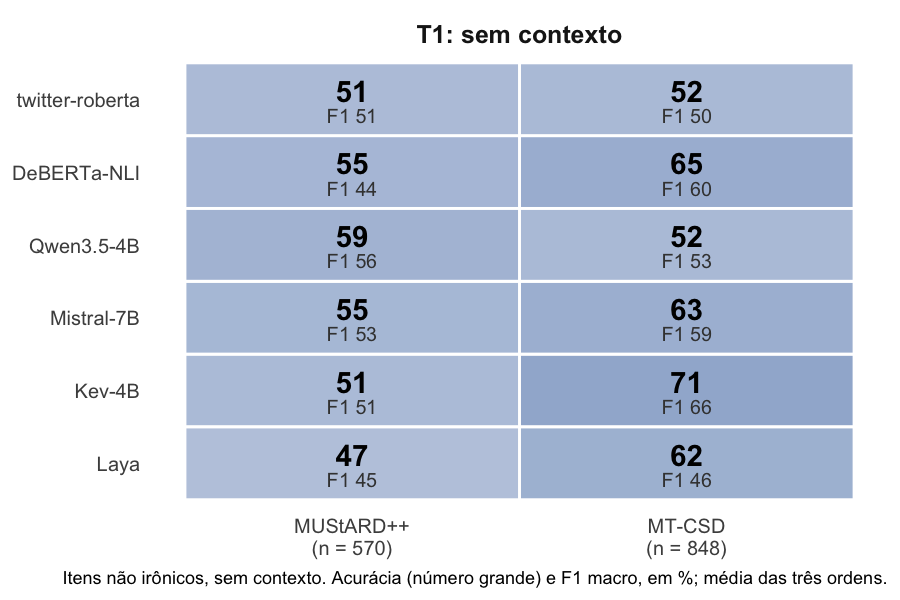 T1: sem contexto
twitter-roberta
51
F1 51
52
F1 50
DeBERTa-NLI
55
F1 44
65
F1 60
Qwen3.5-4B
59
F1 56
52
F1 53
Mistral-7B
55
F1 53
63
F1 59
Kev-4B
51
F1 51
71
F1 66
Laya
47
F1 45
62
F1 46
MUStARD++
(n = 570)
MT-CSD
(n = 848)
Itens não irônicos, sem contexto. Acurácia (número grande) e F1 macro, em %; média das três ordens.